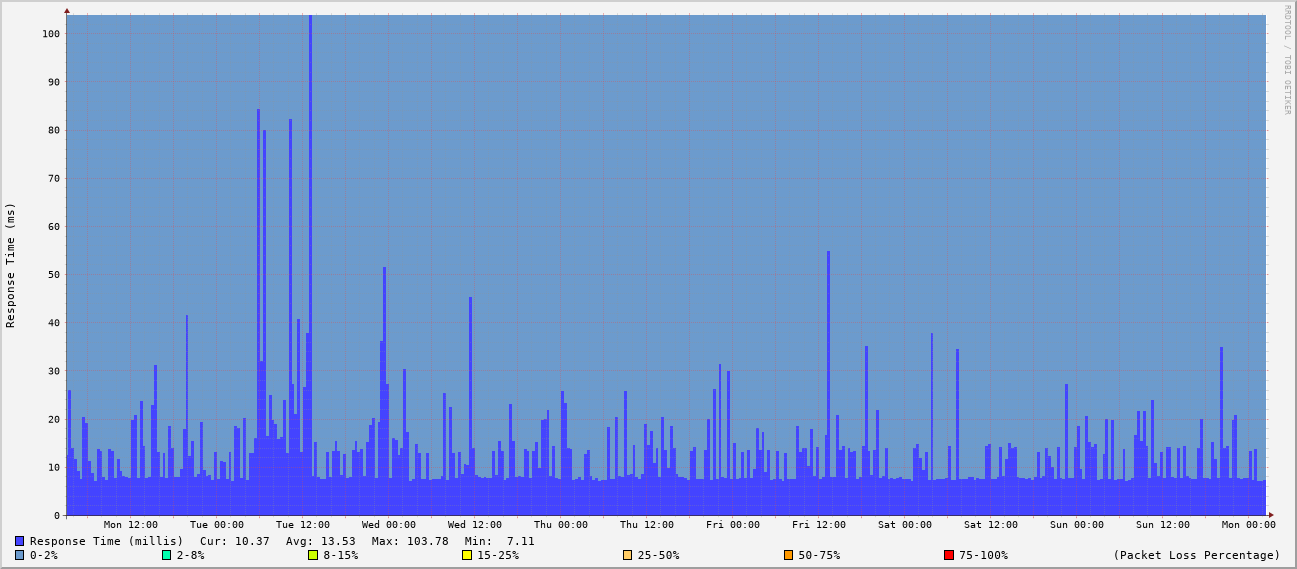 RRDTOOL / TOBI OETIKER
Response Time (ms)
100
90
80
70
60
50
40
30
20
10
0
Mon 12:00 Tue 00:00 Tue 12:00 Wed 00:00 Wed 12:00 Thu 00:00 Thu 12:00 Fri 00:00 Fri 12:00 Sat 00:00 Sat 12:00 Sun 00:00 Sun 12:00 Mon 00:00
Response Time (millis) Cur: 10.37 Avg: 13.53 Max: 103.78 Min: 7.11
0-2% 2-8% 8-15% 15-25% 25-50% 50-75% 75-100% (Packet Loss Percentage)